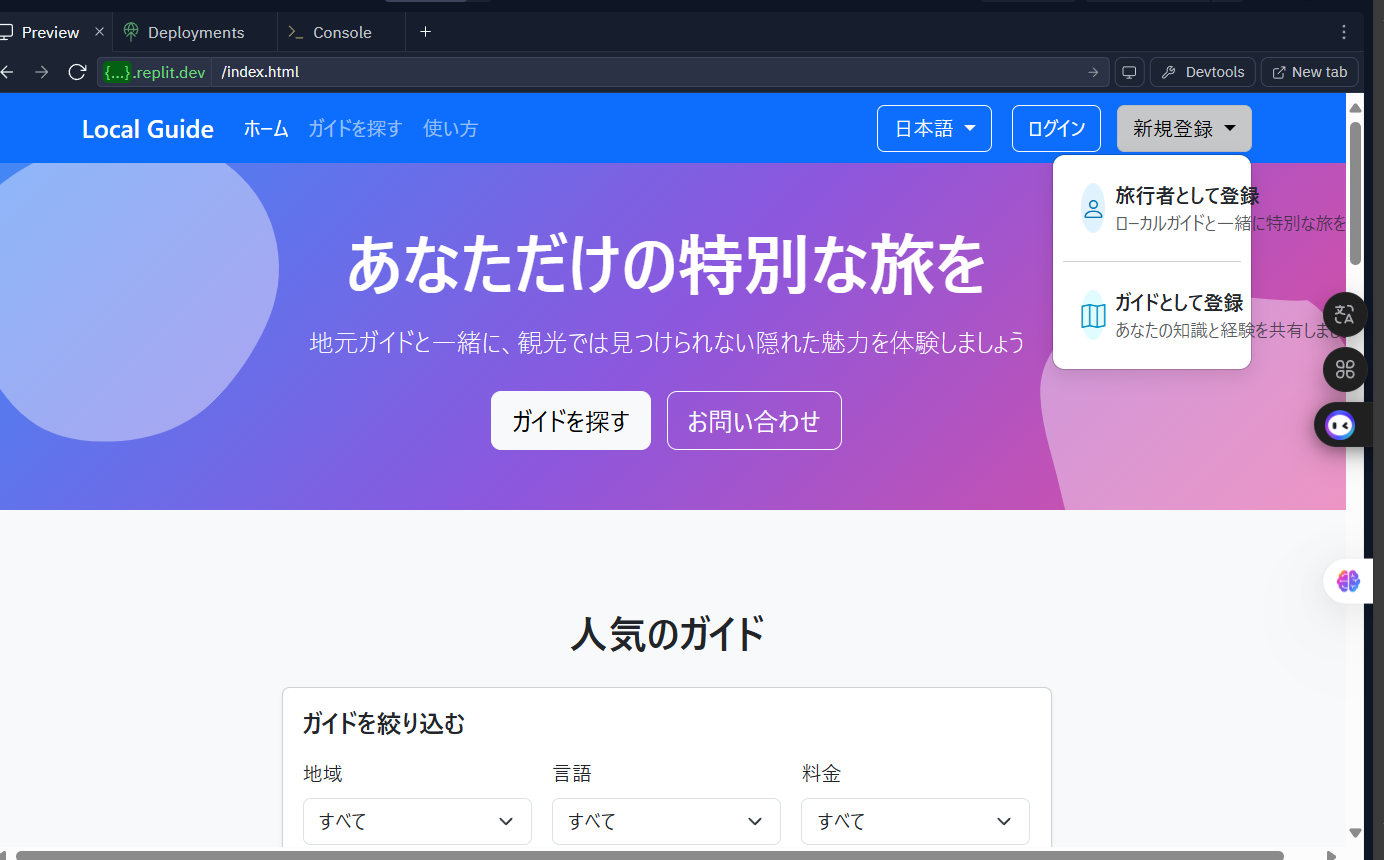 Preview
Deployments
Console
{...}.replit.dev
/index.html
Devtools
New tab
Local Guide
ホーム
ガイドを探す
使い方
日本語
ログイン
新規登録
旅行者として登録
ローカルガイドと一緒に特別な旅を
ガイドとして登録
あなたの知識と経験を共有しま
あなただけの特別な旅を
地元ガイドと一緒に、観光では見つけられない隠れた魅力を体験しましょう
ガイドを探す
お問い合わせ
人気のガイド
ガイドを絞り込む
地域
言語
料金
すべて
すべて
すべて